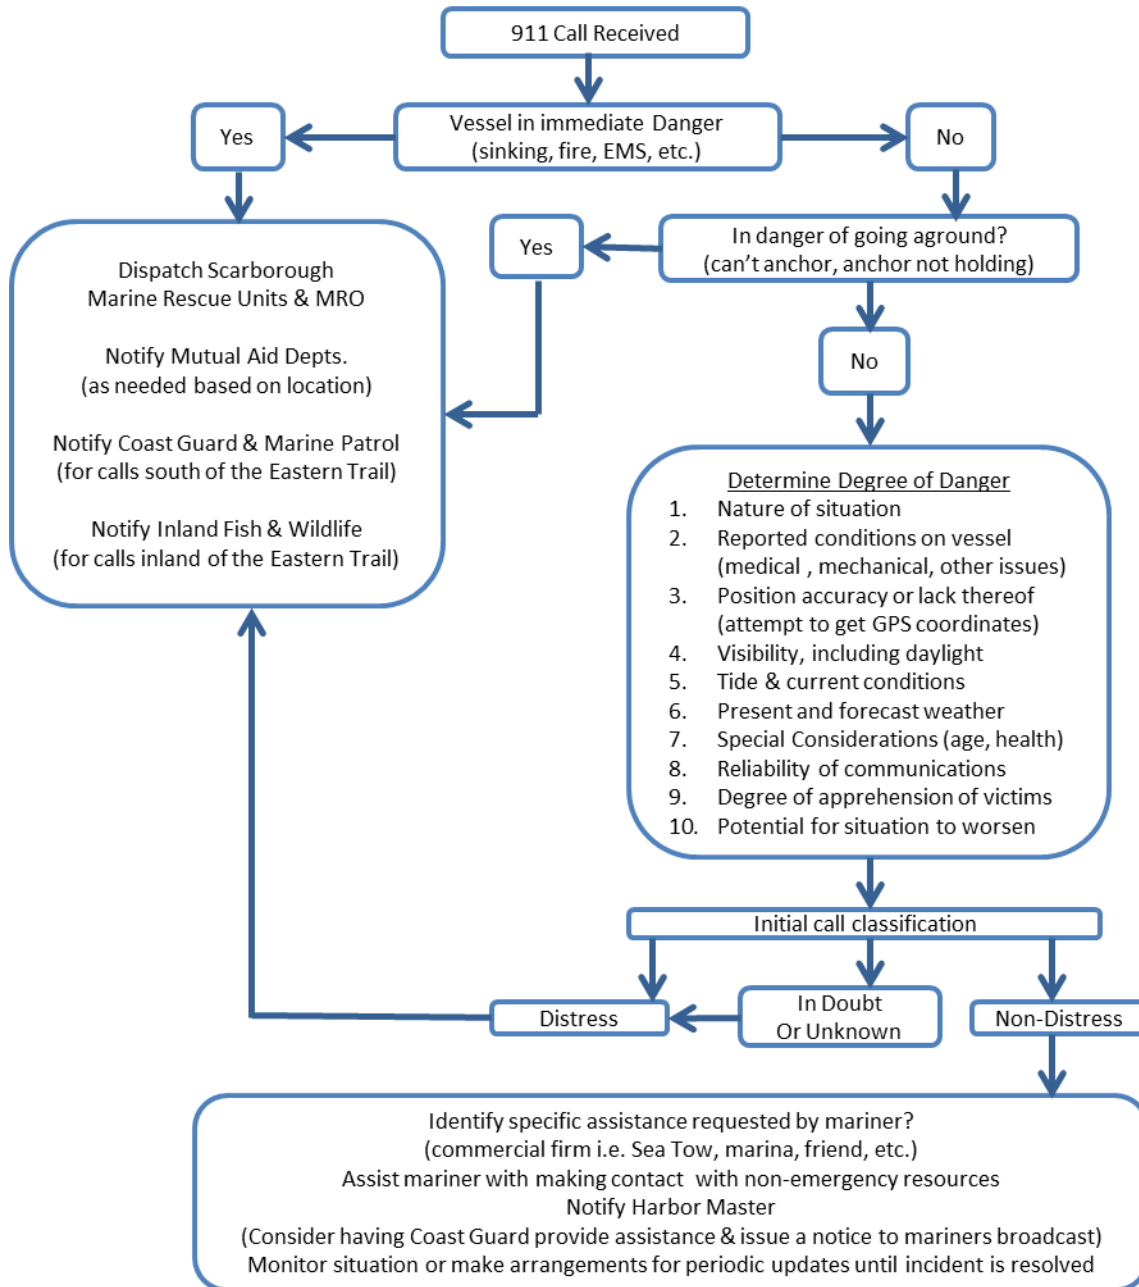 911 Call Received
Yes
Vessel in immediate Danger
(sinking, fire, EMS, etc.)
No
Yes
In danger of going aground?
(can't anchor, anchor not holding)
Dispatch Scarborough
Marine Rescue Units & MRO
Notify Mutual Aid Depts.
(as needed based on location)
Notify Coast Guard & Marine Patrol
(for calls south of the Eastern Trail)
Notify Inland Fish & Wildlife
(for calls inland of the Eastern Trail)
No
Determine Degree of Danger
1. Nature of situation
2. Reported conditions on vessel
(medical , mechanical, other issues)
3. Position accuracy or lack thereof
(attempt to get GPS coordinates)
4. Visibility, including daylight
5. Tide & current conditions
6. Present and forecast weather
7. Special Considerations (age, health)
8. Reliability of communications
9. Degree of apprehension of victims
10. Potential for situation to worsen
Initial call classification
Distress
In Doubt
Or Unknown
Non-Distress
Identify specific assistance requested by mariner?
(commercial firm i.e. Sea Tow, marina, friend, etc.)
Assist mariner with making contact with non-emergency resources
Notify Harbor Master
(Consider having Coast Guard provide assistance & issue a notice to mariners broadcast)
Monitor situation or make arrangements for periodic updates until incident is resolved